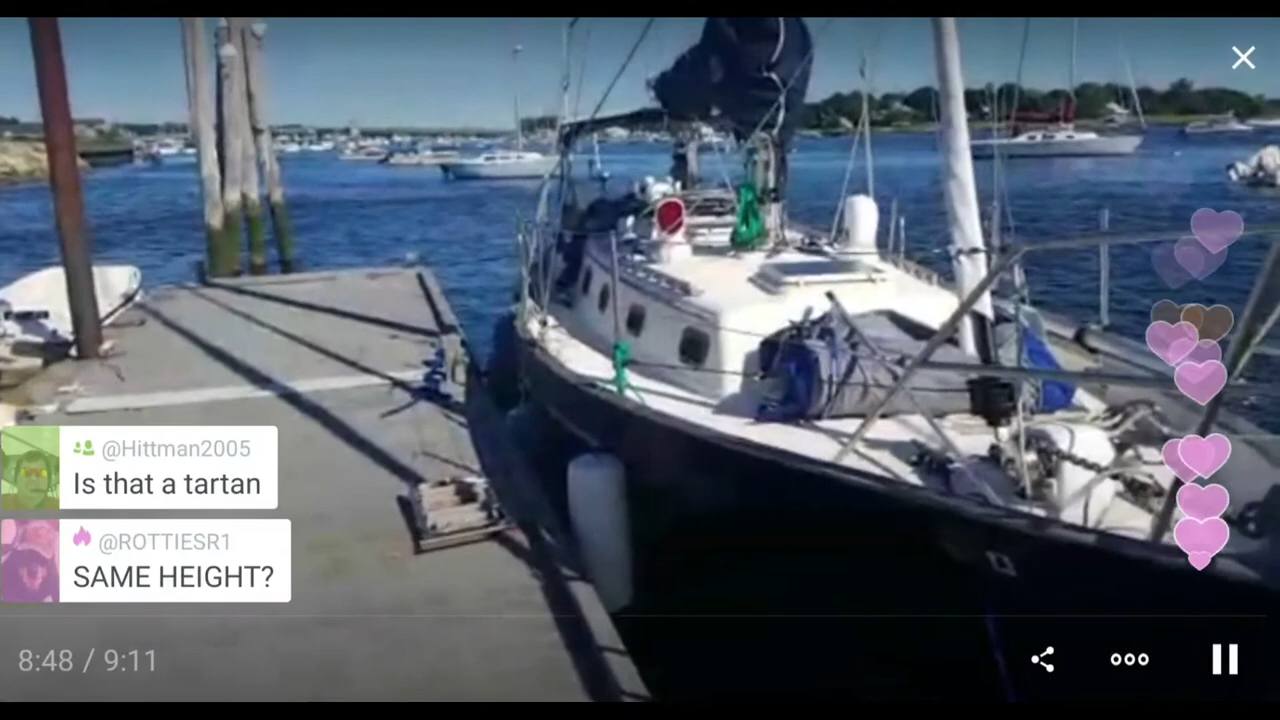 @Hittman2005
Is that a tartan
@ROTTIESR1
SAME HEIGHT?
8:48 / 9:11